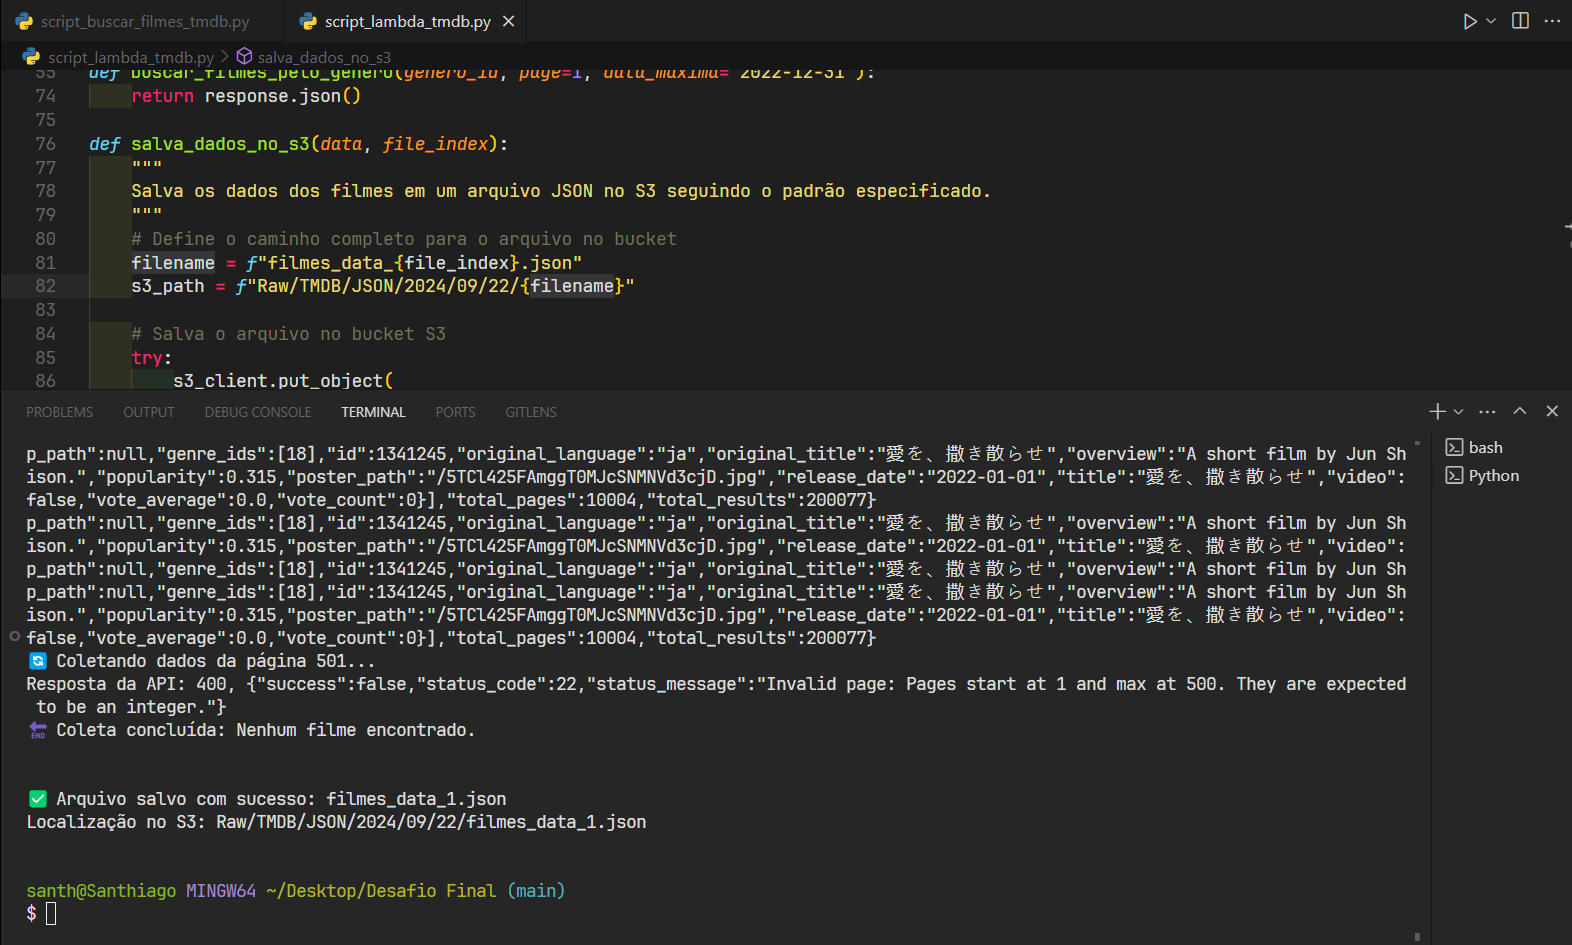 script_buscar_filmes_tmdb.py
script_lambda_tmdb.py
script_lambda_tmdb.py > salva_dados_no_s3
55 def buscar_filmes_pelo_genero(genero_id, page=1, data_maxima='2022-12-31'):
74 return response.json()
75
76 def salva_dados_no_s3(data, file_index):
77 """
78 Salva os dados dos filmes em um arquivo JSON no S3 seguindo o padrão especificado.
79 """
80 # Define o caminho completo para o arquivo no bucket
81 filename = f"filmes_data_{file_index}.json"
82 s3_path = f"Raw/TMDB/JSON/2024/09/22/{filename}"
83
84 # Salva o arquivo no bucket S3
85 try:
86 s3_client.put_object(
PROBLEMS OUTPUT DEBUG CONSOLE TERMINAL PORTS GITLENS
p_path":null,"genre_ids":[18],"id":1341245,"original_language":"ja","original_title":"愛を、撒き散らせ","overview":"A short film by Jun Sh
ison.","popularity":0.315,"poster_path":"/5TCl425FAmggT0MJcSNMNVd3cjD.jpg","release_date":"2022-01-01","title":"愛を、撒き散らせ","video":
false,"vote_average":0.0,"vote_count":0}],"total_pages":10004,"total_results":200077}
p_path":null,"genre_ids":[18],"id":1341245,"original_language":"ja","original_title":"愛を、撒き散らせ","overview":"A short film by Jun Sh
ison.","popularity":0.315,"poster_path":"/5TCl425FAmggT0MJcSNMNVd3cjD.jpg","release_date":"2022-01-01","title":"愛を、撒き散らせ","video":
p_path":null,"genre_ids":[18],"id":1341245,"original_language":"ja","original_title":"愛を、撒き散らせ","overview":"A short film by Jun Sh
p_path":null,"genre_ids":[18],"id":1341245,"original_language":"ja","original_title":"愛を、撒き散らせ","overview":"A short film by Jun Sh
ison.","popularity":0.315,"poster_path":"/5TCl425FAmggT0MJcSNMNVd3cjD.jpg","release_date":"2022-01-01","title":"愛を、撒き散らせ","video":
false,"vote_average":0.0,"vote_count":0}],"total_pages":10004,"total_results":200077}
🔄 Coletando dados da página 501...
Resposta da API: 400, {"success":false,"status_code":22,"status_message":"Invalid page: Pages start at 1 and max at 500. They are expected
to be an integer."}
🔚 Coleta concluída: Nenhum filme encontrado.
✅ Arquivo salvo com sucesso: filmes_data_1.json
Localização no S3: Raw/TMDB/JSON/2024/09/22/filmes_data_1.json
santh@Santhiago MINGW64 ~/Desktop/Desafio Final (main)
$
bash
Python